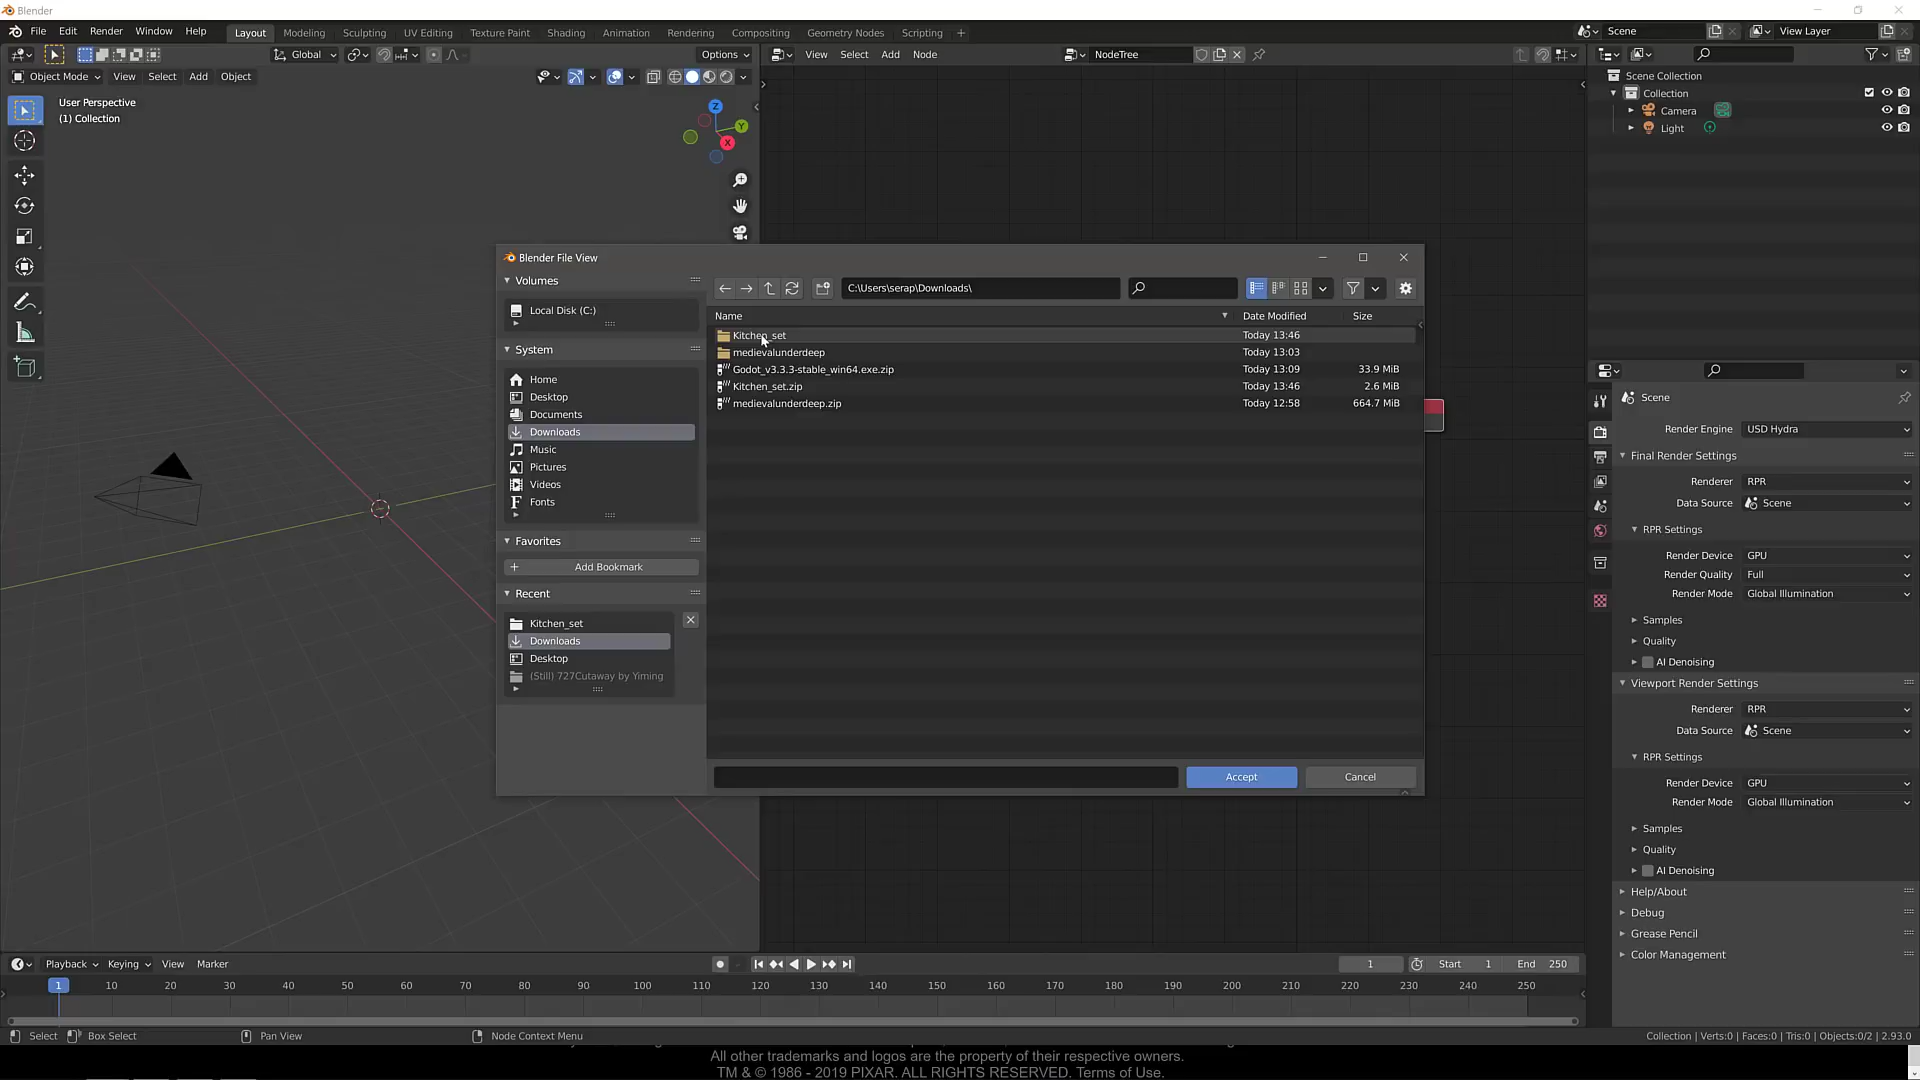 Blender
File Edit Render Window Help Layout Modeling Sculpting UV Editing Texture Paint Shading Animation Rendering Compositing Geometry Nodes Scripting + Scene View Layer
Global Options View Select Add Node NodeTree
Object Mode View Select Add Object
User Perspective
(1) Collection
Z
Y
X
Scene Collection
Collection
Camera
Light
Blender File View
Volumes
Local Disk (C:)
System
Home
Desktop
Documents
Downloads
Music
Pictures
Videos
Fonts
Favorites
Add Bookmark
Recent
Kitchen_set
Downloads
Desktop
(Still) 727Cutaway by Yiming
C:\Users\serap\Downloads\
Name Date Modified Size
Kitchen_set Today 13:46
medievalunderdeep Today 13:03
Godot_v3.3.3-stable_win64.exe.zip Today 13:09 33.9 MiB
Kitchen_set.zip Today 13:46 2.6 MiB
medievalunderdeep.zip Today 12:58 664.7 MiB
Accept Cancel
Scene
Render Engine USD Hydra
Final Render Settings
Renderer RPR
Data Source Scene
RPR Settings
Render Device GPU
Render Quality Full
Render Mode Global Illumination
Samples
Quality
AI Denoising
Viewport Render Settings
Renderer RPR
Data Source Scene
RPR Settings
Render Device GPU
Render Mode Global Illumination
Samples
Quality
AI Denoising
Help/About
Debug
Grease Pencil
Color Management
Playback Keying View Marker 1 Start 1 End 250
1 10 20 30 40 50 60 70 80 90 100 110 120 130 140 150 160 170 180 190 200 210 220 230 240 250
Select Box Select Pan View Node Context Menu Collection | Verts:0 | Faces:0 | Tris:0 | Objects:0/2 | 2.93.0
All other trademarks and logos are the property of their respective owners.
TM & © 1986 - 2019 PIXAR. ALL RIGHTS RESERVED. Terms of Use.